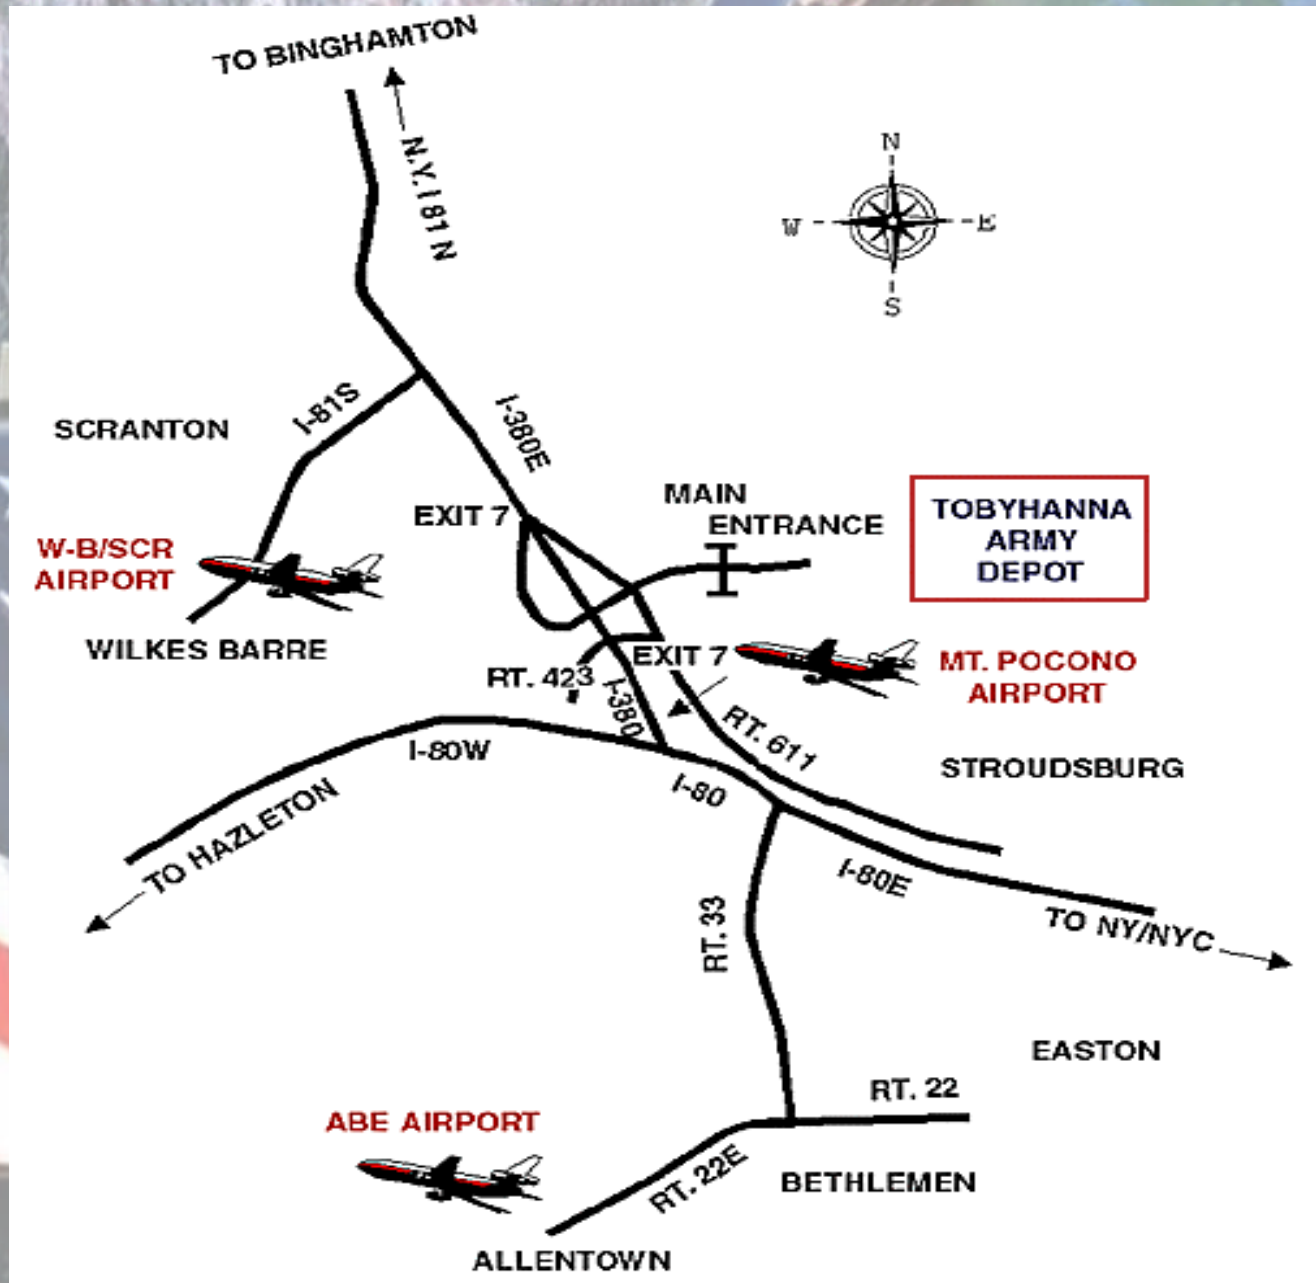 TO BINGHAMTON
N.Y. I 81 N
N
W
E
S
I-81S
SCRANTON
I-380E
MAIN
ENTRANCE
EXIT 7
TOBYHANNA
ARMY
DEPOT
W-B/SCR
AIRPORT
WILKES BARRE
EXIT 7
MT. POCONO
AIRPORT
RT. 423
I-380
RT. 611
I-80W
STROUDSBURG
I-80
TO HAZLETON
I-80E
TO NY/NYC
RT. 33
EASTON
RT. 22
ABE AIRPORT
RT. 22E
BETHLEMEN
ALLENTOWN